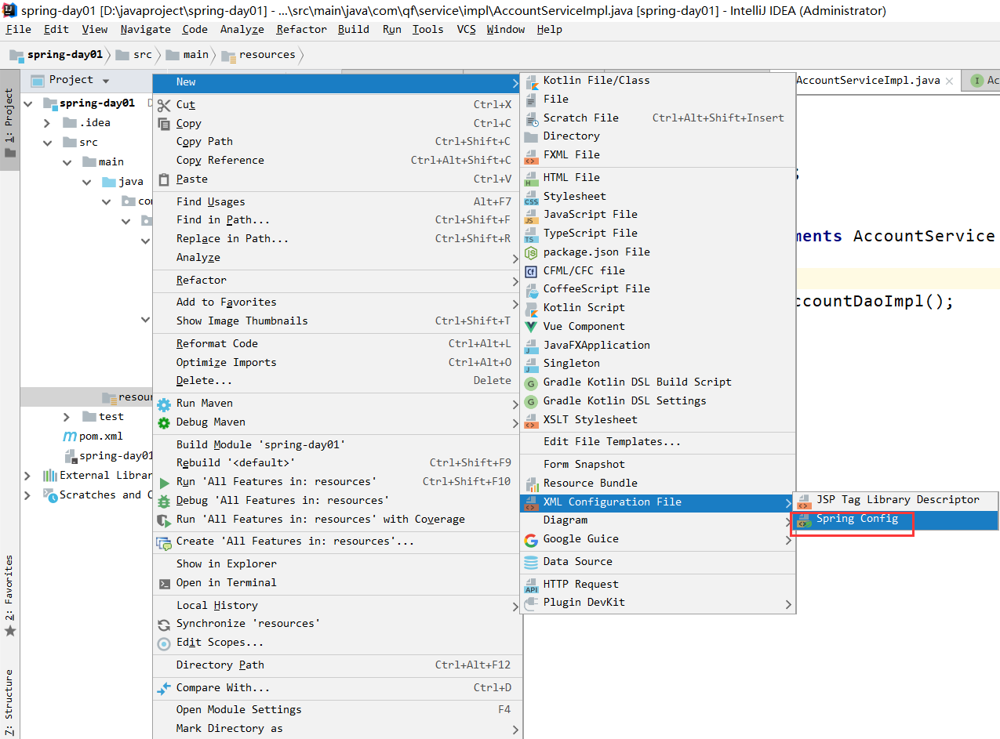 spring-day01 [D:\javaproject\spring-day01] - ...\src\main\java\com\qf\service\impl\AccountServiceImpl.java [spring-day01] - IntelliJ IDEA (Administrator)
File Edit View Navigate Code Analyze Refactor Build Run Tools VCS Window Help
spring-day01 src main resources
1: Project
2: Favorites
Z: Structure
Project
spring-day01 D
.idea
src
main
java
resour
test
pom.xml
spring-day01
External Librar
Scratches and C
New
Cut Ctrl+X
Copy Ctrl+C
Copy Path Ctrl+Shift+C
Copy Reference Ctrl+Alt+Shift+C
Paste Ctrl+V
Find Usages Alt+F7
Find in Path... Ctrl+Shift+F
Replace in Path... Ctrl+Shift+R
Analyze
Refactor
Add to Favorites
Show Image Thumbnails Ctrl+Shift+T
Reformat Code Ctrl+Alt+L
Optimize Imports Ctrl+Alt+O
Delete... Delete
Run Maven
Debug Maven
Build Module 'spring-day01'
Rebuild '<default>' Ctrl+Shift+F9
Run 'All Features in: resources' Ctrl+Shift+F10
Debug 'All Features in: resources'
Run 'All Features in: resources' with Coverage
Create 'All Features in: resources'...
Show in Explorer
Open in Terminal
Local History
Synchronize 'resources'
Edit Scopes...
Directory Path Ctrl+Alt+F12
Compare With... Ctrl+D
Open Module Settings F4
Mark Directory as
Kotlin File/Class
File
Scratch File Ctrl+Alt+Shift+Insert
Directory
FXML File
HTML File
Stylesheet
JavaScript File
TypeScript File
package.json File
CFML/CFC file
CoffeeScript File
Kotlin Script
Vue Component
JavaFXApplication
Singleton
Gradle Kotlin DSL Build Script
Gradle Kotlin DSL Settings
XSLT Stylesheet
Edit File Templates...
Form Snapshot
Resource Bundle
XML Configuration File
Diagram
Google Guice
Data Source
HTTP Request
Plugin DevKit
JSP Tag Library Descriptor
Spring Config
AccountServiceImpl.java
Ac
;
ments AccountService
ccountDaoImpl();